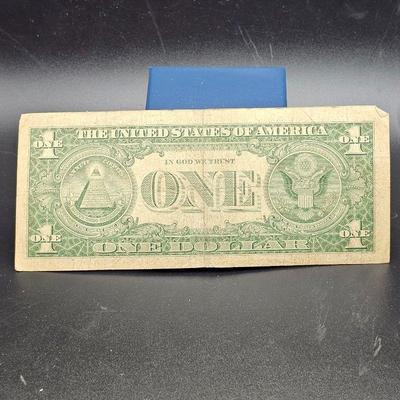 1 THE UNITED STATES OF AMERICA 1
ONE ONE
IN GOD WE TRUST
ONE
1 1
ONE ONE
ONE DOLLAR